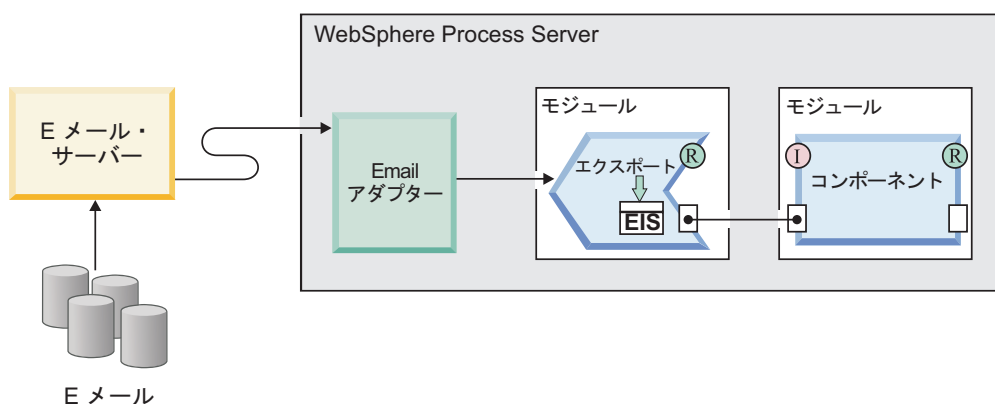 WebSphere Process Server
E メール・
サーバー
Email
アダプター
モジュール
エクスポート
R
EIS
モジュール
I
R
コンポーネント
E メール